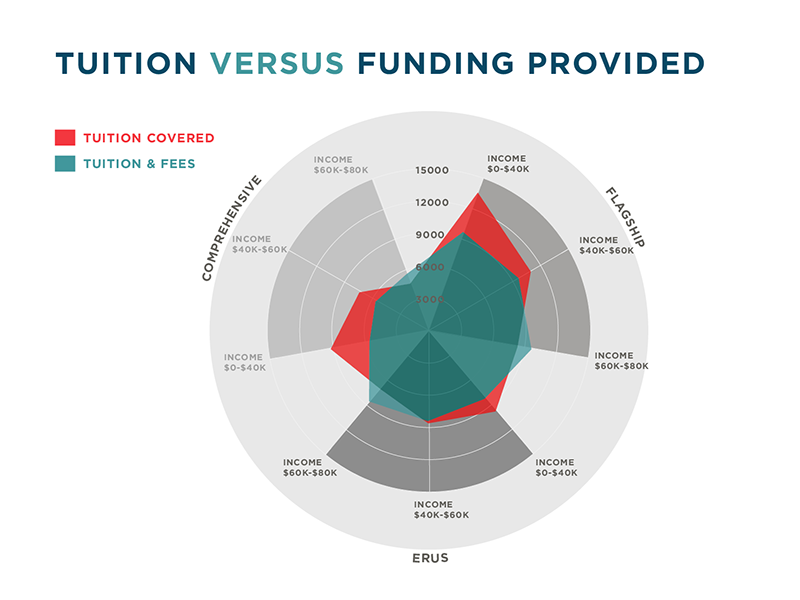 TUITION VERSUS FUNDING PROVIDED
TUITION COVERED
TUITION & FEES
INCOME
$60K-$80K
15000
12000
9000
6000
3000
INCOME
$0-$40K
FLAGSHIP
INCOME
$40K-$60K
INCOME
$60K-$80K
INCOME
$0-$40K
INCOME
$40K-$60K
ERUS
INCOME
$60K-$80K
INCOME
$0-$40K
INCOME
$40K-$60K
COMPREHENSIVE